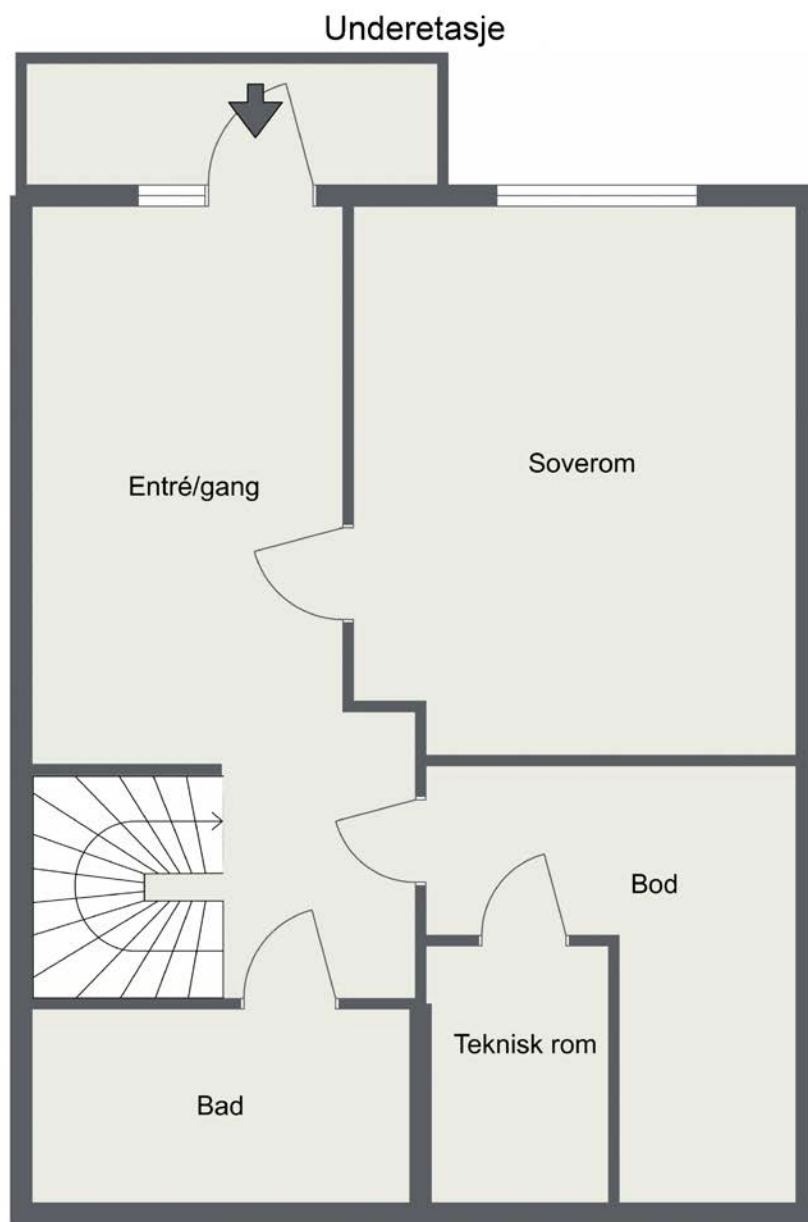 Underetasje
Entré/gang
Soverom
Bod
Teknisk rom
Bad